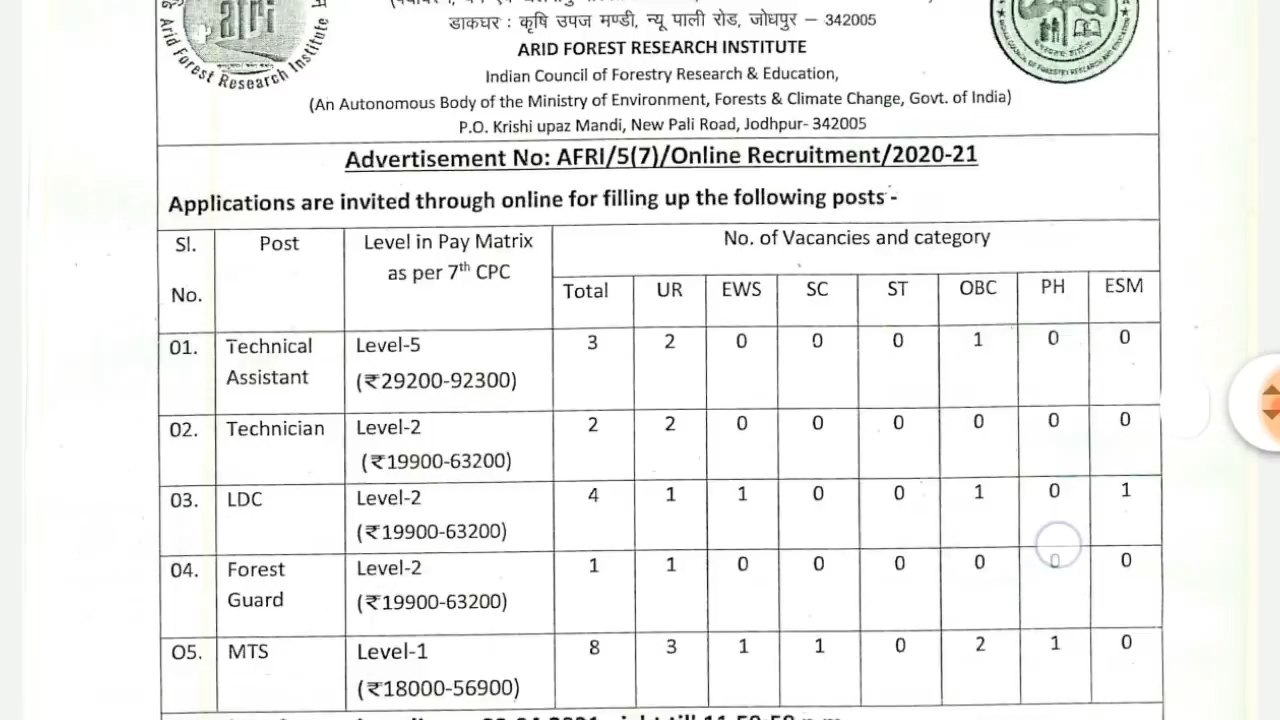 Arid Forest Research Institute
डाकघर : कृषि उपज मण्डी, न्यू पाली रोड, जोधपुर – 342005
ARID FOREST RESEARCH INSTITUTE
Indian Council of Forestry Research & Education,
(An Autonomous Body of the Ministry of Environment, Forests & Climate Change, Govt. of India)
P.O. Krishi upaz Mandi, New Pali Road, Jodhpur- 342005
Advertisement No: AFRI/5(7)/Online Recruitment/2020-21
Applications are invited through online for filling up the following posts -
Sl. No. Post Level in Pay Matrix as per 7th CPC No. of Vacancies and category
Total UR EWS SC ST OBC PH ESM
01. Technical Assistant Level-5 (₹29200-92300) 3 2 0 0 0 1 0 0
02. Technician Level-2 (₹19900-63200) 2 2 0 0 0 0 0 0
03. LDC Level-2 (₹19900-63200) 4 1 1 0 0 1 0 1
04. Forest Guard Level-2 (₹19900-63200) 1 1 0 0 0 0 0 0
05. MTS Level-1 (₹18000-56900) 8 3 1 1 0 2 1 0